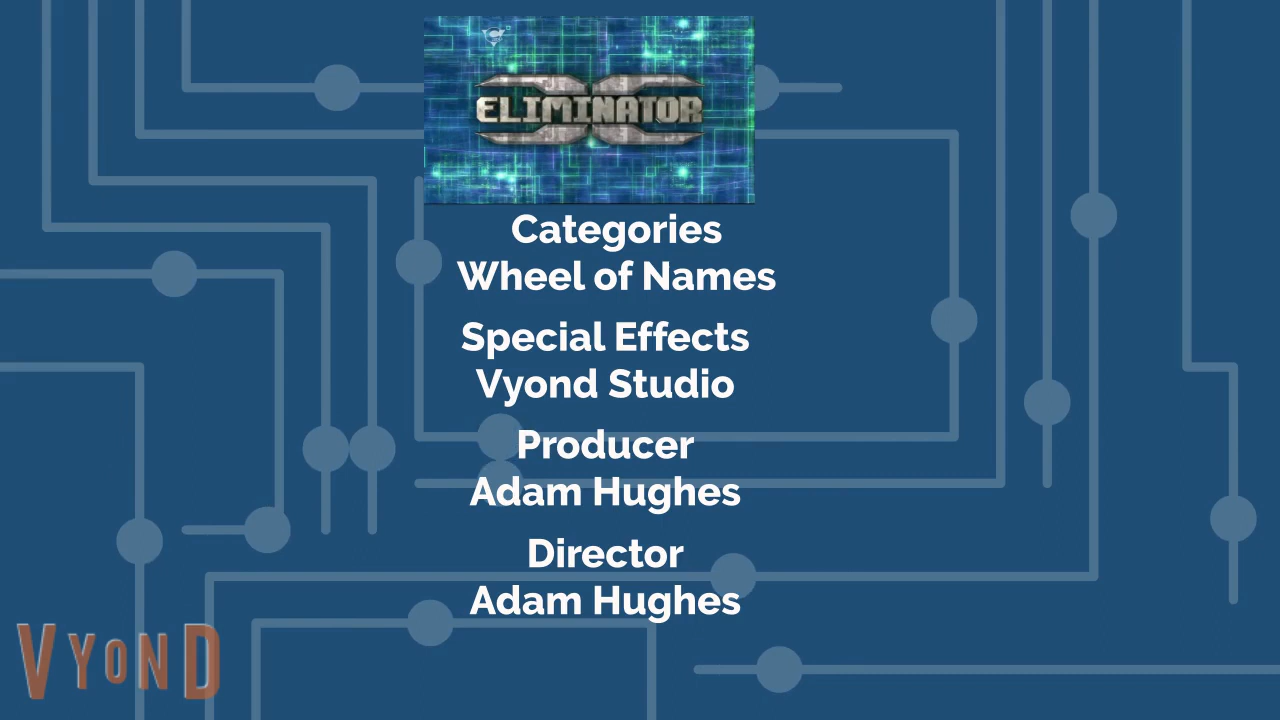 ELIMINATOR
Categories
Wheel of Names
Special Effects
Vyond Studio
Producer
Adam Hughes
Director
Adam Hughes
VYOND